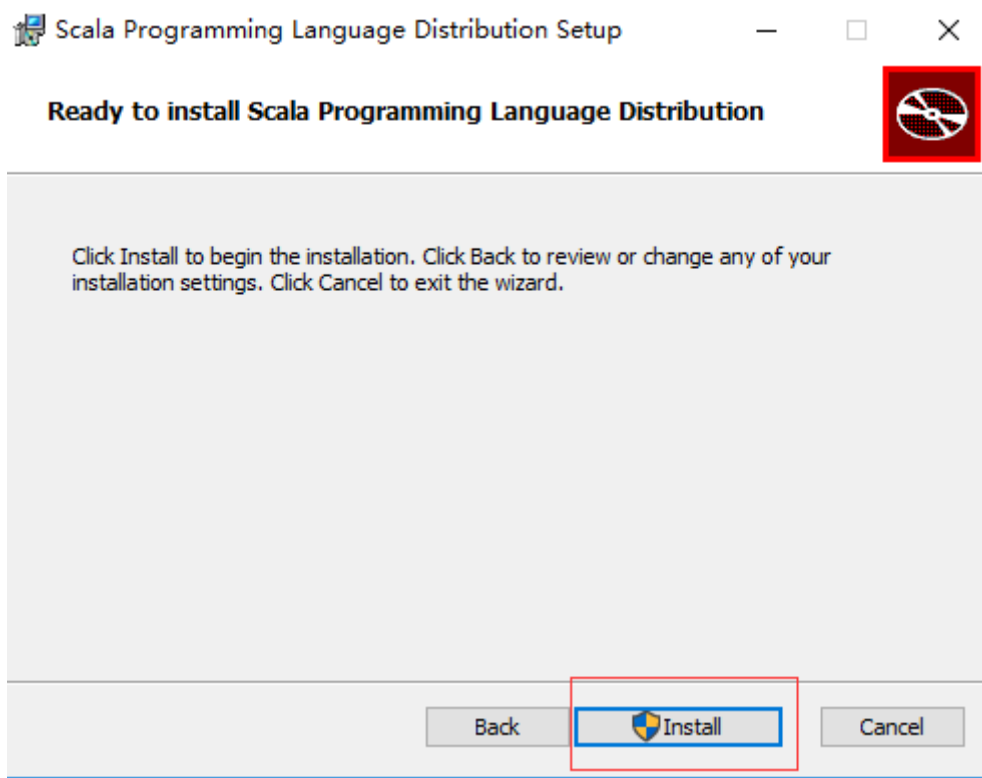 Scala Programming Language Distribution Setup
Ready to install Scala Programming Language Distribution
Click Install to begin the installation. Click Back to review or change any of your
installation settings. Click Cancel to exit the wizard.
Back Install Cancel